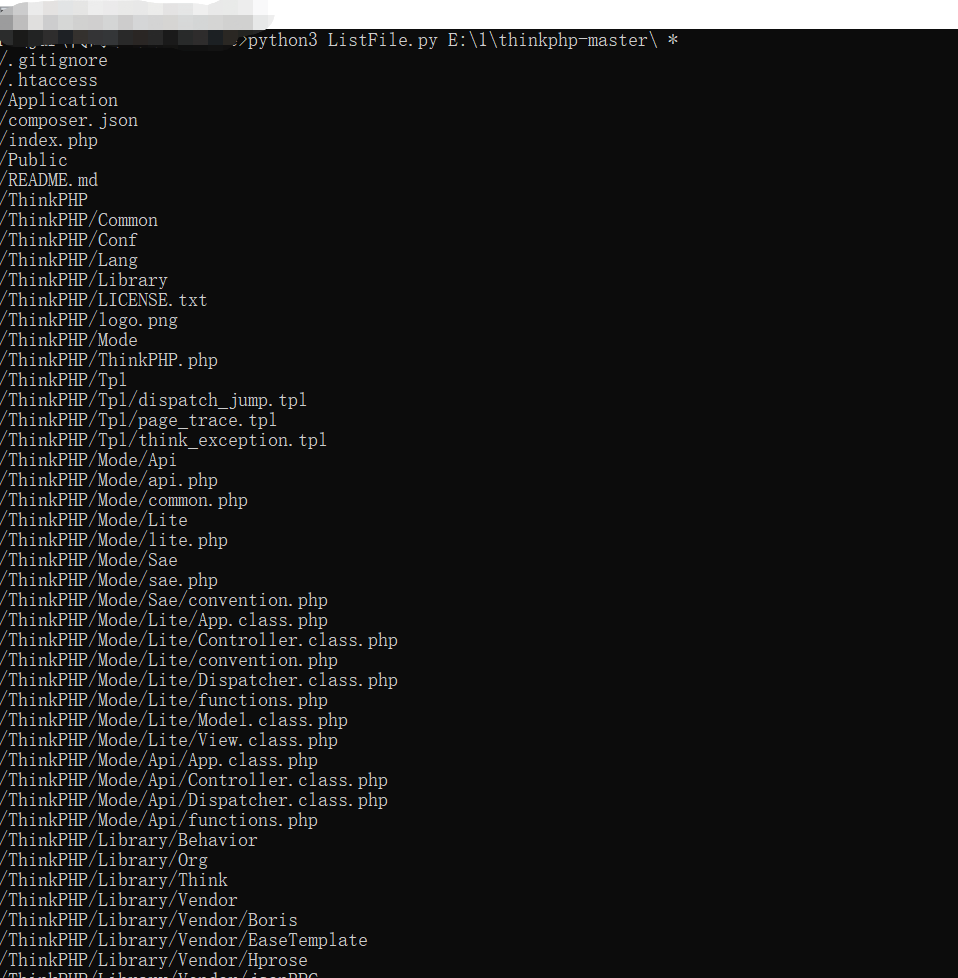 >python3 ListFile.py E:\1\thinkphp-master\ *
/.gitignore
/.htaccess
/Application
/composer.json
/index.php
/Public
/README.md
/ThinkPHP
/ThinkPHP/Common
/ThinkPHP/Conf
/ThinkPHP/Lang
/ThinkPHP/Library
/ThinkPHP/LICENSE.txt
/ThinkPHP/logo.png
/ThinkPHP/Mode
/ThinkPHP/ThinkPHP.php
/ThinkPHP/Tpl
/ThinkPHP/Tpl/dispatch_jump.tpl
/ThinkPHP/Tpl/page_trace.tpl
/ThinkPHP/Tpl/think_exception.tpl
/ThinkPHP/Mode/Api
/ThinkPHP/Mode/api.php
/ThinkPHP/Mode/common.php
/ThinkPHP/Mode/Lite
/ThinkPHP/Mode/lite.php
/ThinkPHP/Mode/Sae
/ThinkPHP/Mode/sae.php
/ThinkPHP/Mode/Sae/convention.php
/ThinkPHP/Mode/Lite/App.class.php
/ThinkPHP/Mode/Lite/Controller.class.php
/ThinkPHP/Mode/Lite/convention.php
/ThinkPHP/Mode/Lite/Dispatcher.class.php
/ThinkPHP/Mode/Lite/functions.php
/ThinkPHP/Mode/Lite/Model.class.php
/ThinkPHP/Mode/Lite/View.class.php
/ThinkPHP/Mode/Api/App.class.php
/ThinkPHP/Mode/Api/Controller.class.php
/ThinkPHP/Mode/Api/Dispatcher.class.php
/ThinkPHP/Mode/Api/functions.php
/ThinkPHP/Library/Behavior
/ThinkPHP/Library/Org
/ThinkPHP/Library/Think
/ThinkPHP/Library/Vendor
/ThinkPHP/Library/Vendor/Boris
/ThinkPHP/Library/Vendor/EaseTemplate
/ThinkPHP/Library/Vendor/Hprose
/ThinkPHP/Library/Vendor/jsonRPC